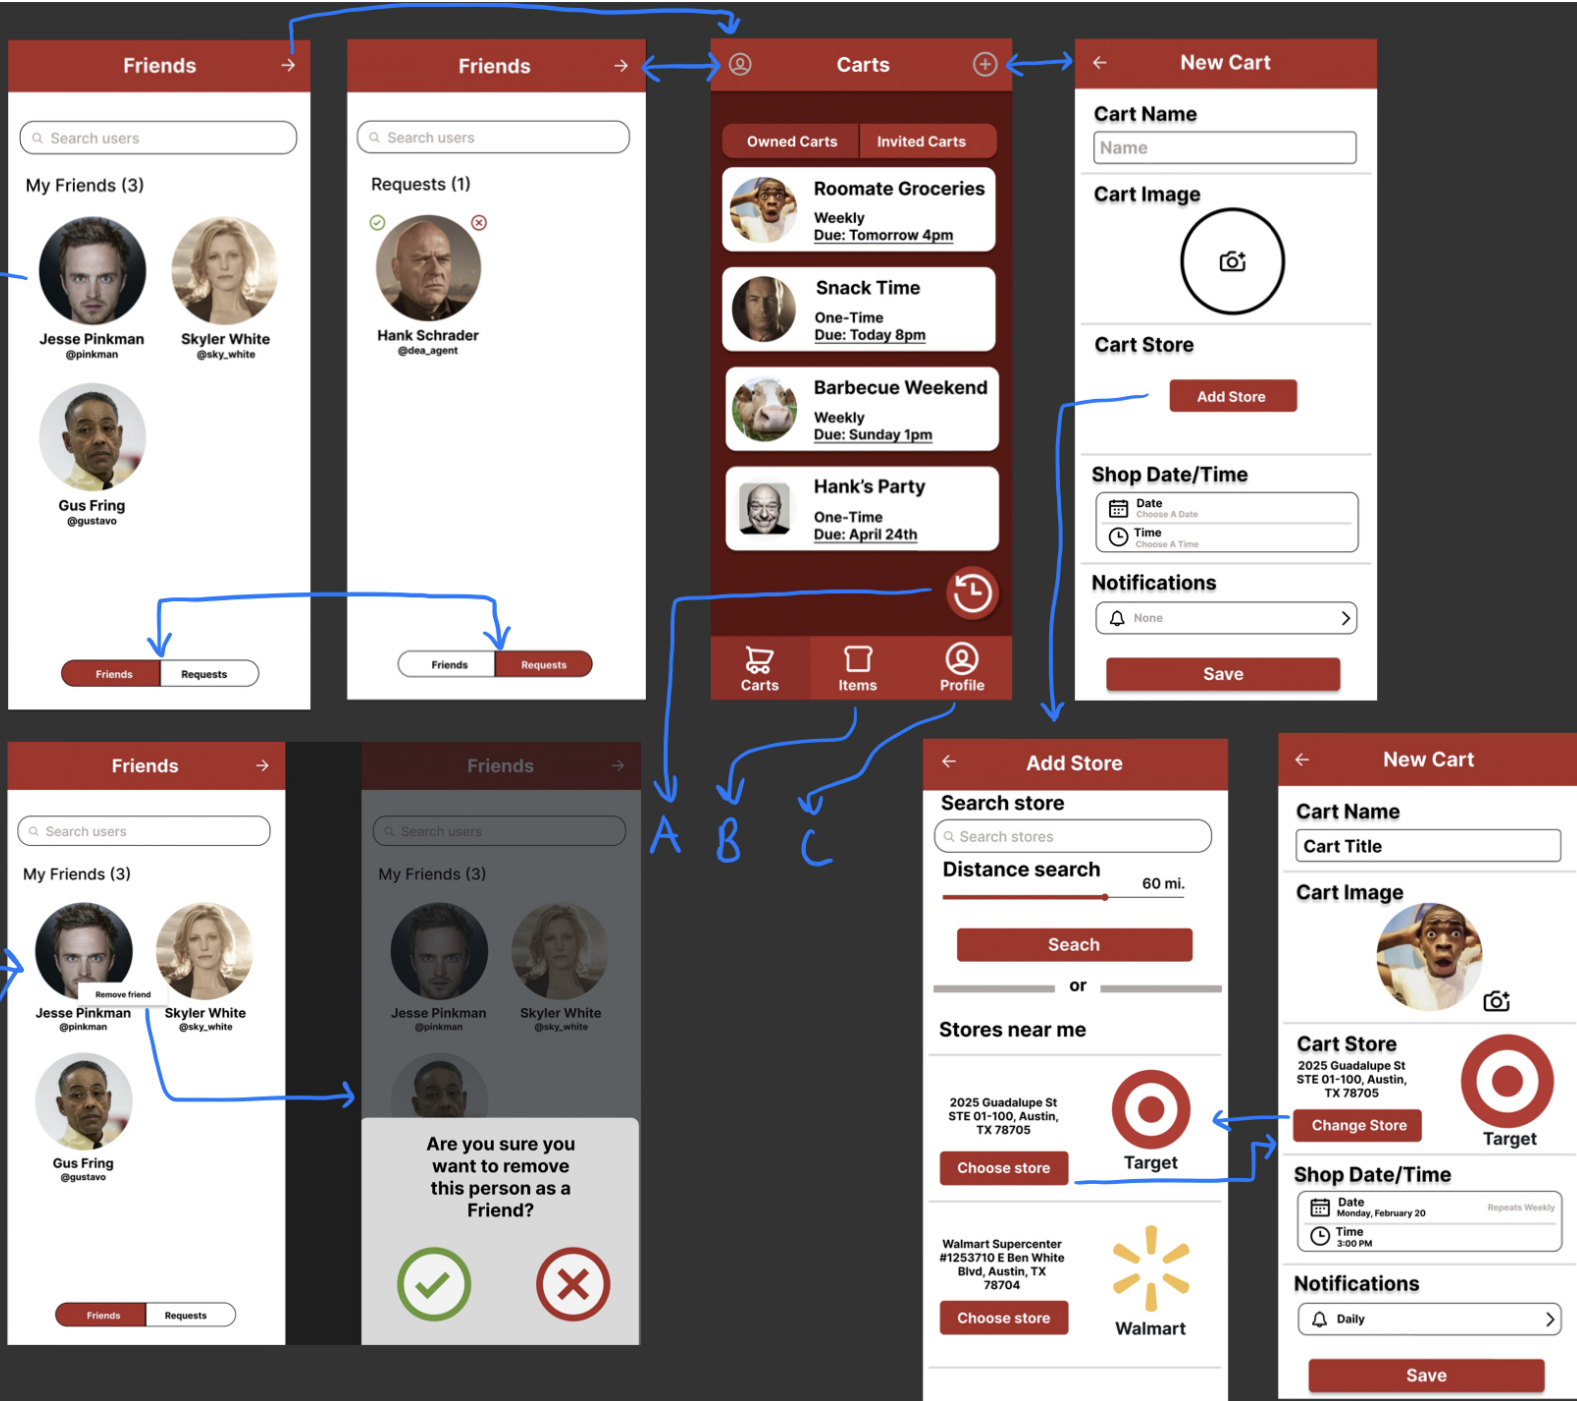 Friends
Search users
My Friends (3)
Jesse Pinkman
@pinkman
Skyler White
@sky_white
Gus Fring
@gustavo
Friends
Requests
Friends
Search users
Requests (1)
Hank Schrader
@dea_agent
Friends
Requests
Carts
Owned Carts
Invited Carts
Roomate Groceries
Weekly
Due: Tomorrow 4pm
Snack Time
One-Time
Due: Today 8pm
Barbecue Weekend
Weekly
Due: Sunday 1pm
Hank's Party
One-Time
Due: April 24th
Carts
Items
Profile
New Cart
Cart Name
Name
Cart Image
Cart Store
Add Store
Shop Date/Time
Date
Choose A Date
Time
Choose A Time
Notifications
None
Save
Friends
Search users
My Friends (3)
Remove friend
Jesse Pinkman
@pinkman
Skyler White
@sky_white
Gus Fring
@gustavo
Friends
Requests
Friends
Search users
My Friends (3)
Jesse Pinkman
@pinkman
Skyler White
@sky_white
Are you sure you
want to remove
this person as a
Friend?
A
B
C
Add Store
Search store
Search stores
Distance search
60 mi.
Seach
or
Stores near me
2025 Guadalupe St
STE 01-100, Austin,
TX 78705
Choose store
Target
Walmart Supercenter
#1253710 E Ben White
Blvd, Austin, TX
78704
Choose store
Walmart
New Cart
Cart Name
Cart Title
Cart Image
Cart Store
2025 Guadalupe St
STE 01-100, Austin,
TX 78705
Change Store
Target
Shop Date/Time
Date
Monday, February 20
Repeats Weekly
Time
3:00 PM
Notifications
Daily
Save